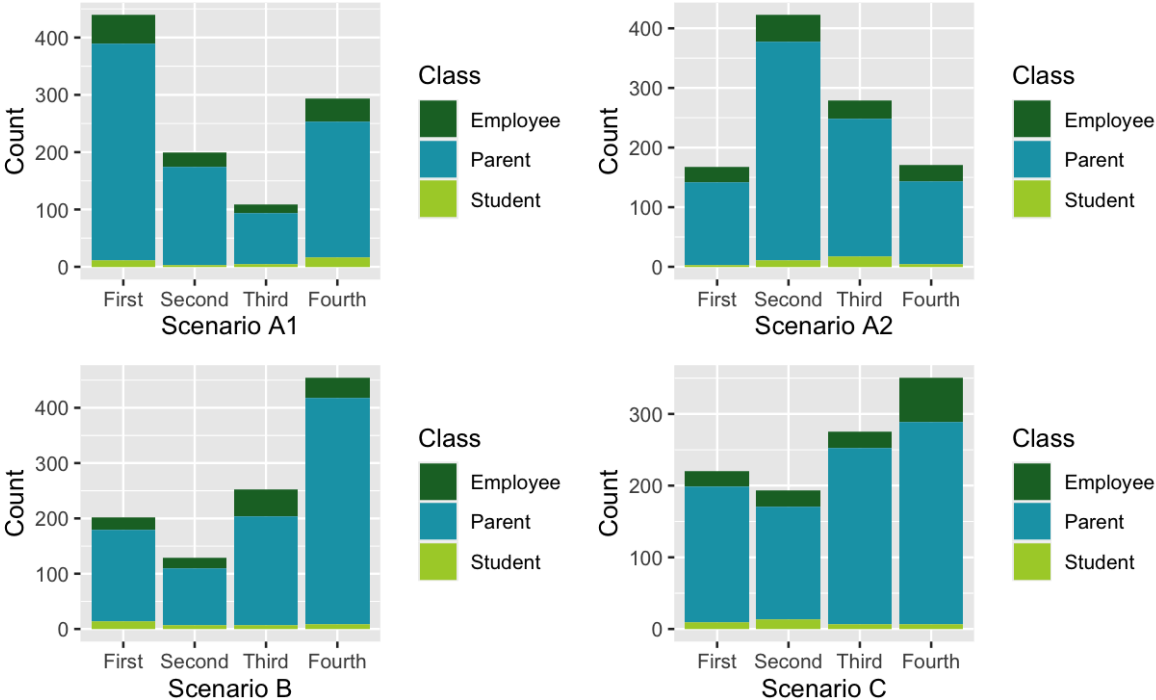 Count
400
300
200
100
0
First Second Third Fourth
Scenario A1
Class
Employee
Parent
Student
Count
400
300
200
100
0
First Second Third Fourth
Scenario A2
Class
Employee
Parent
Student
Count
400
300
200
100
0
First Second Third Fourth
Scenario B
Class
Employee
Parent
Student
Count
300
200
100
0
First Second Third Fourth
Scenario C
Class
Employee
Parent
Student